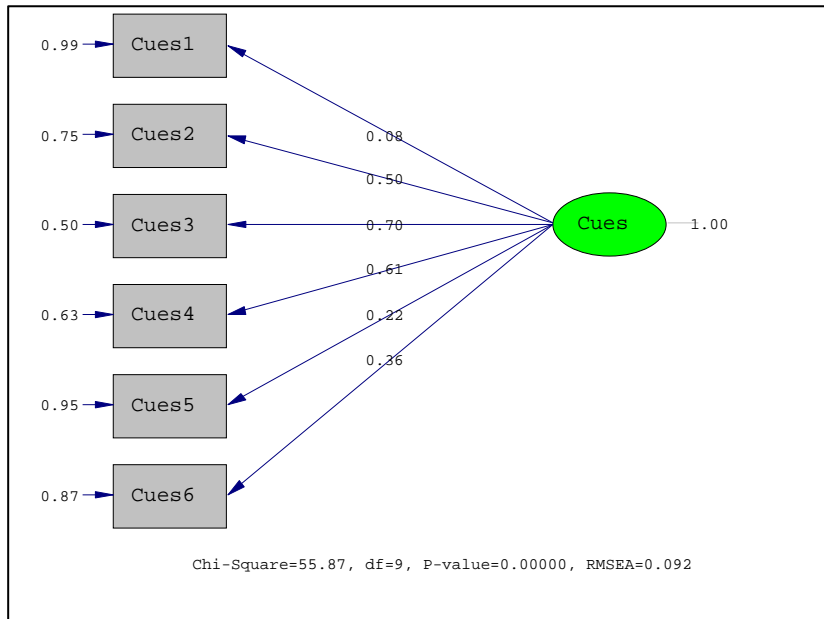 0.99 Cues1
0.08
0.75 Cues2
0.50
0.50 Cues3 0.70 Cues 1.00
0.61
0.63 Cues4 0.22
0.36
0.95 Cues5
0.87 Cues6
Chi-Square=55.87, df=9, P-value=0.00000, RMSEA=0.092